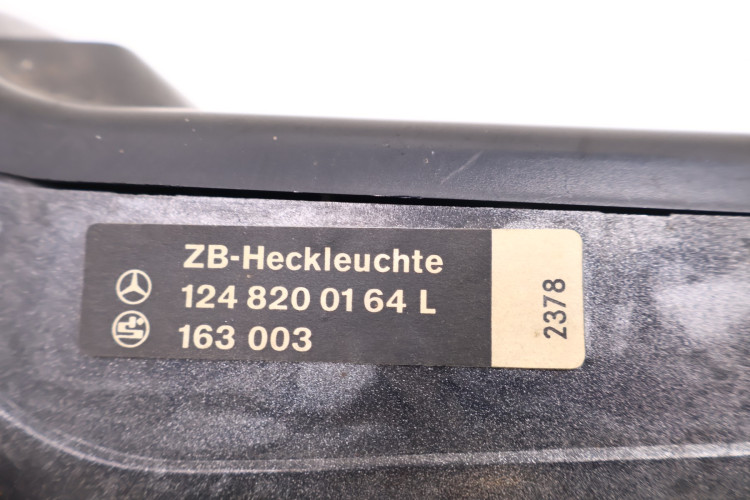 ZB-Heckleuchte
124 820 01 64 L
163 003
2378